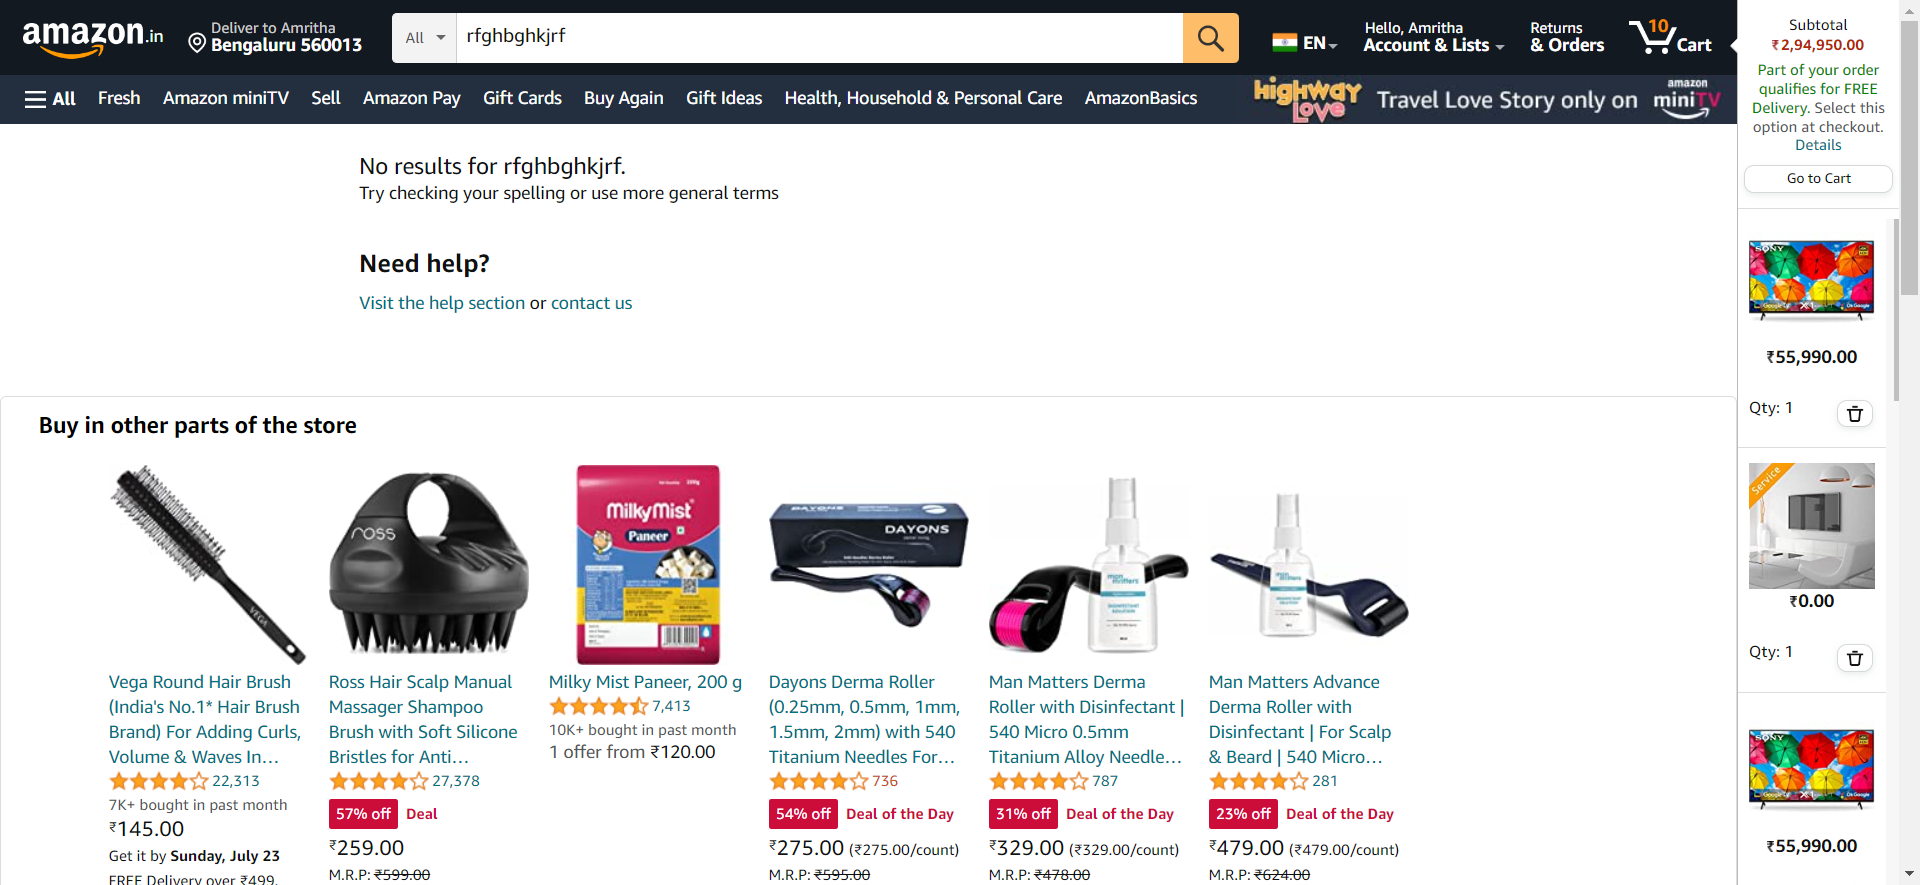 amazon.in
Deliver to Amritha
Bengaluru 560013
All
rfghbghkjrf
EN
Hello, Amritha
Account & Lists
Returns
& Orders
10
Cart
All
Fresh
Amazon miniTV
Sell
Amazon Pay
Gift Cards
Buy Again
Gift Ideas
Health, Household & Personal Care
AmazonBasics
Highway Love
Travel Love Story only on
amazon miniTV
Subtotal
₹2,94,950.00
Part of your order
qualifies for FREE
Delivery. Select this
option at checkout.
Details
Go to Cart
No results for rfghbghkjrf.
Try checking your spelling or use more general terms
Need help?
Visit the help section or contact us
SONY
₹55,990.00
Qty: 1
Service
₹0.00
Qty: 1
SONY
₹55,990.00
Buy in other parts of the store
VEGA
ross
Milky Mist
Paneer
DAYONS
man matters
man matters
Vega Round Hair Brush
(India's No.1* Hair Brush
Brand) For Adding Curls,
Volume & Waves In...
22,313
7K+ bought in past month
₹145.00
Get it by Sunday, July 23
FREE Delivery over ₹499.
Ross Hair Scalp Manual
Massager Shampoo
Brush with Soft Silicone
Bristles for Anti...
27,378
57% off Deal
₹259.00
M.R.P: ₹599.00
Milky Mist Paneer, 200 g
7,413
10K+ bought in past month
1 offer from ₹120.00
Dayons Derma Roller
(0.25mm, 0.5mm, 1mm,
1.5mm, 2mm) with 540
Titanium Needles For...
736
54% off Deal of the Day
₹275.00 (₹275.00/count)
M.R.P: ₹595.00
Man Matters Derma
Roller with Disinfectant |
540 Micro 0.5mm
Titanium Alloy Needle...
787
31% off Deal of the Day
₹329.00 (₹329.00/count)
M.R.P: ₹478.00
Man Matters Advance
Derma Roller with
Disinfectant | For Scalp
& Beard | 540 Micro...
281
23% off Deal of the Day
₹479.00 (₹479.00/count)
M.R.P: ₹624.00